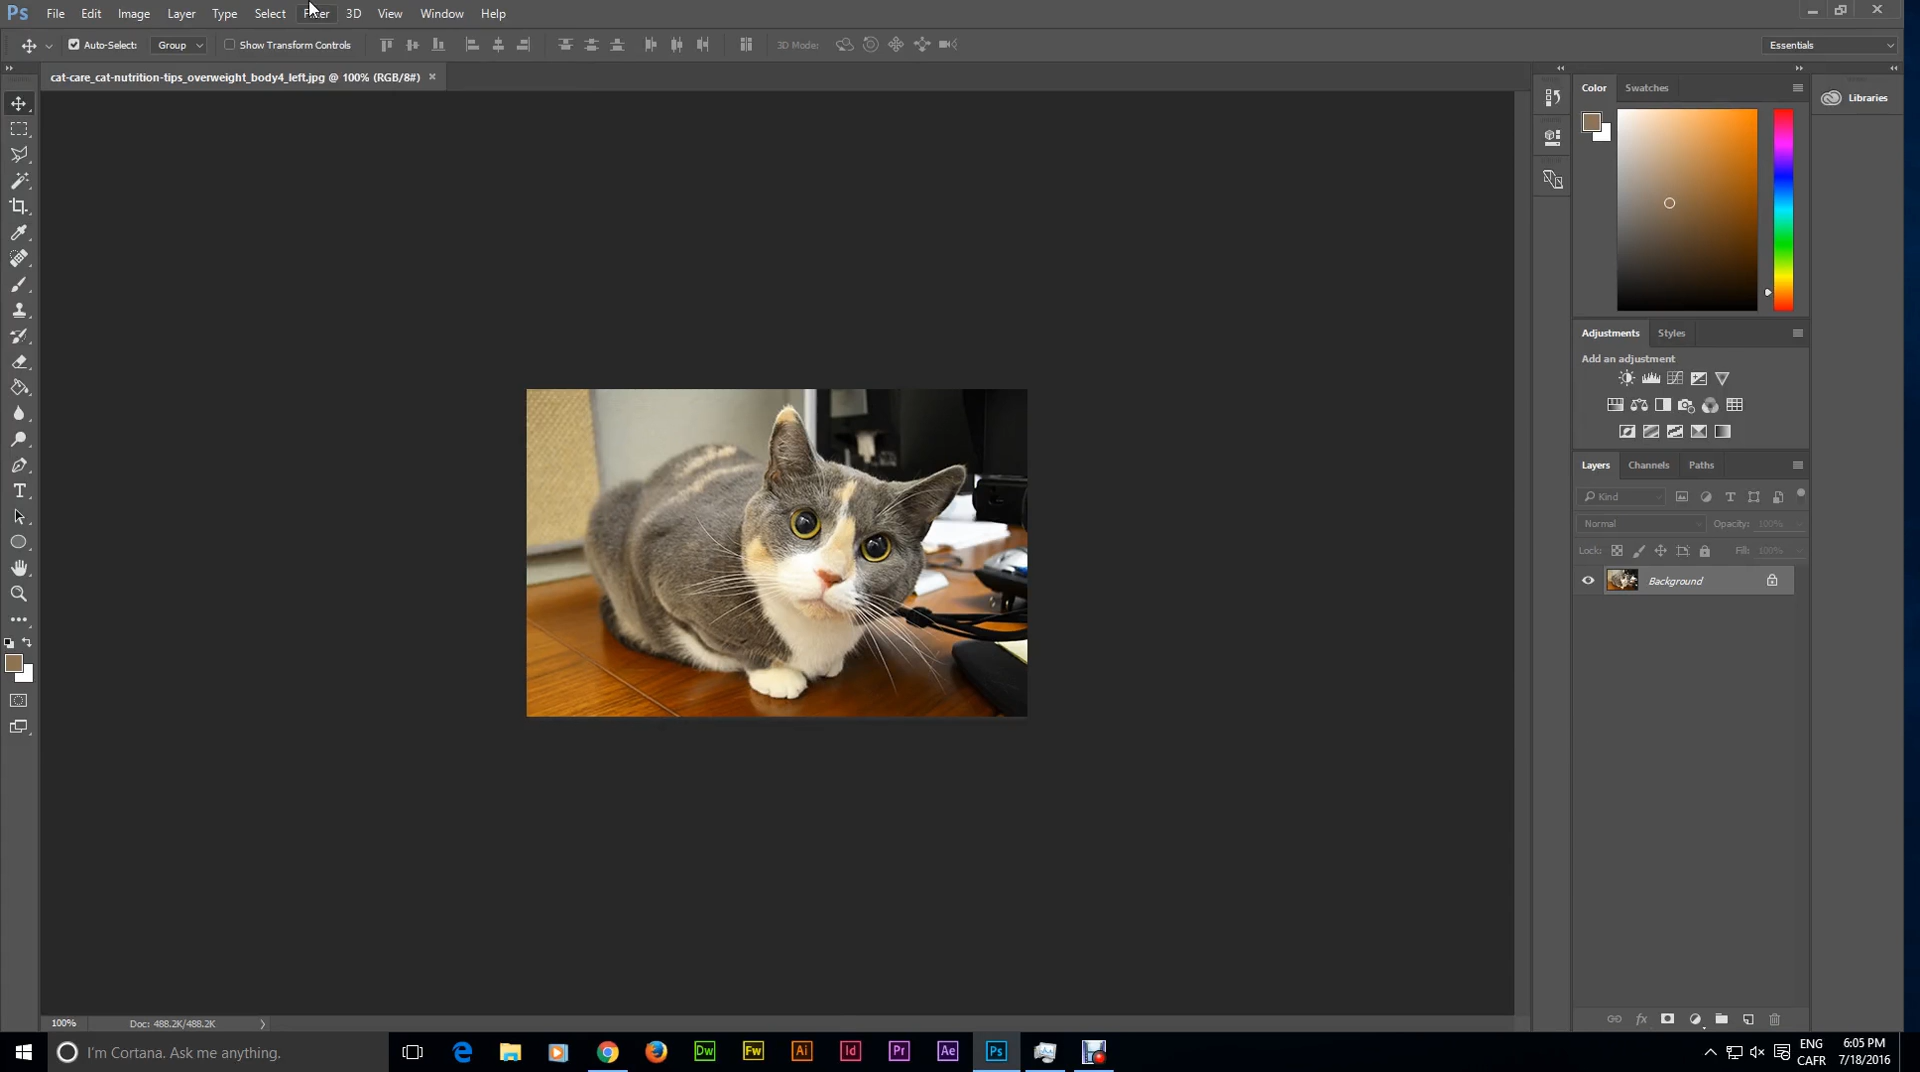 Ps File Edit Image Layer Type Select Filter 3D View Window Help
Auto-Select: Group Show Transform Controls 3D Mode: Essentials
cat-care_cat-nutrition-tips_overweight_body4_left.jpg @ 100% (RGB/8#) ×
Color Swatches
Libraries
Adjustments Styles
Add an adjustment
Layers Channels Paths
Kind
Normal Opacity: 100%
Lock: Fill: 100%
Background
100% Doc: 488.2K/488.2K
I'm Cortana. Ask me anything.
Dw Fw Ai Id Pr Ae Ps
ENG
CAFR
6:05 PM
7/18/2016